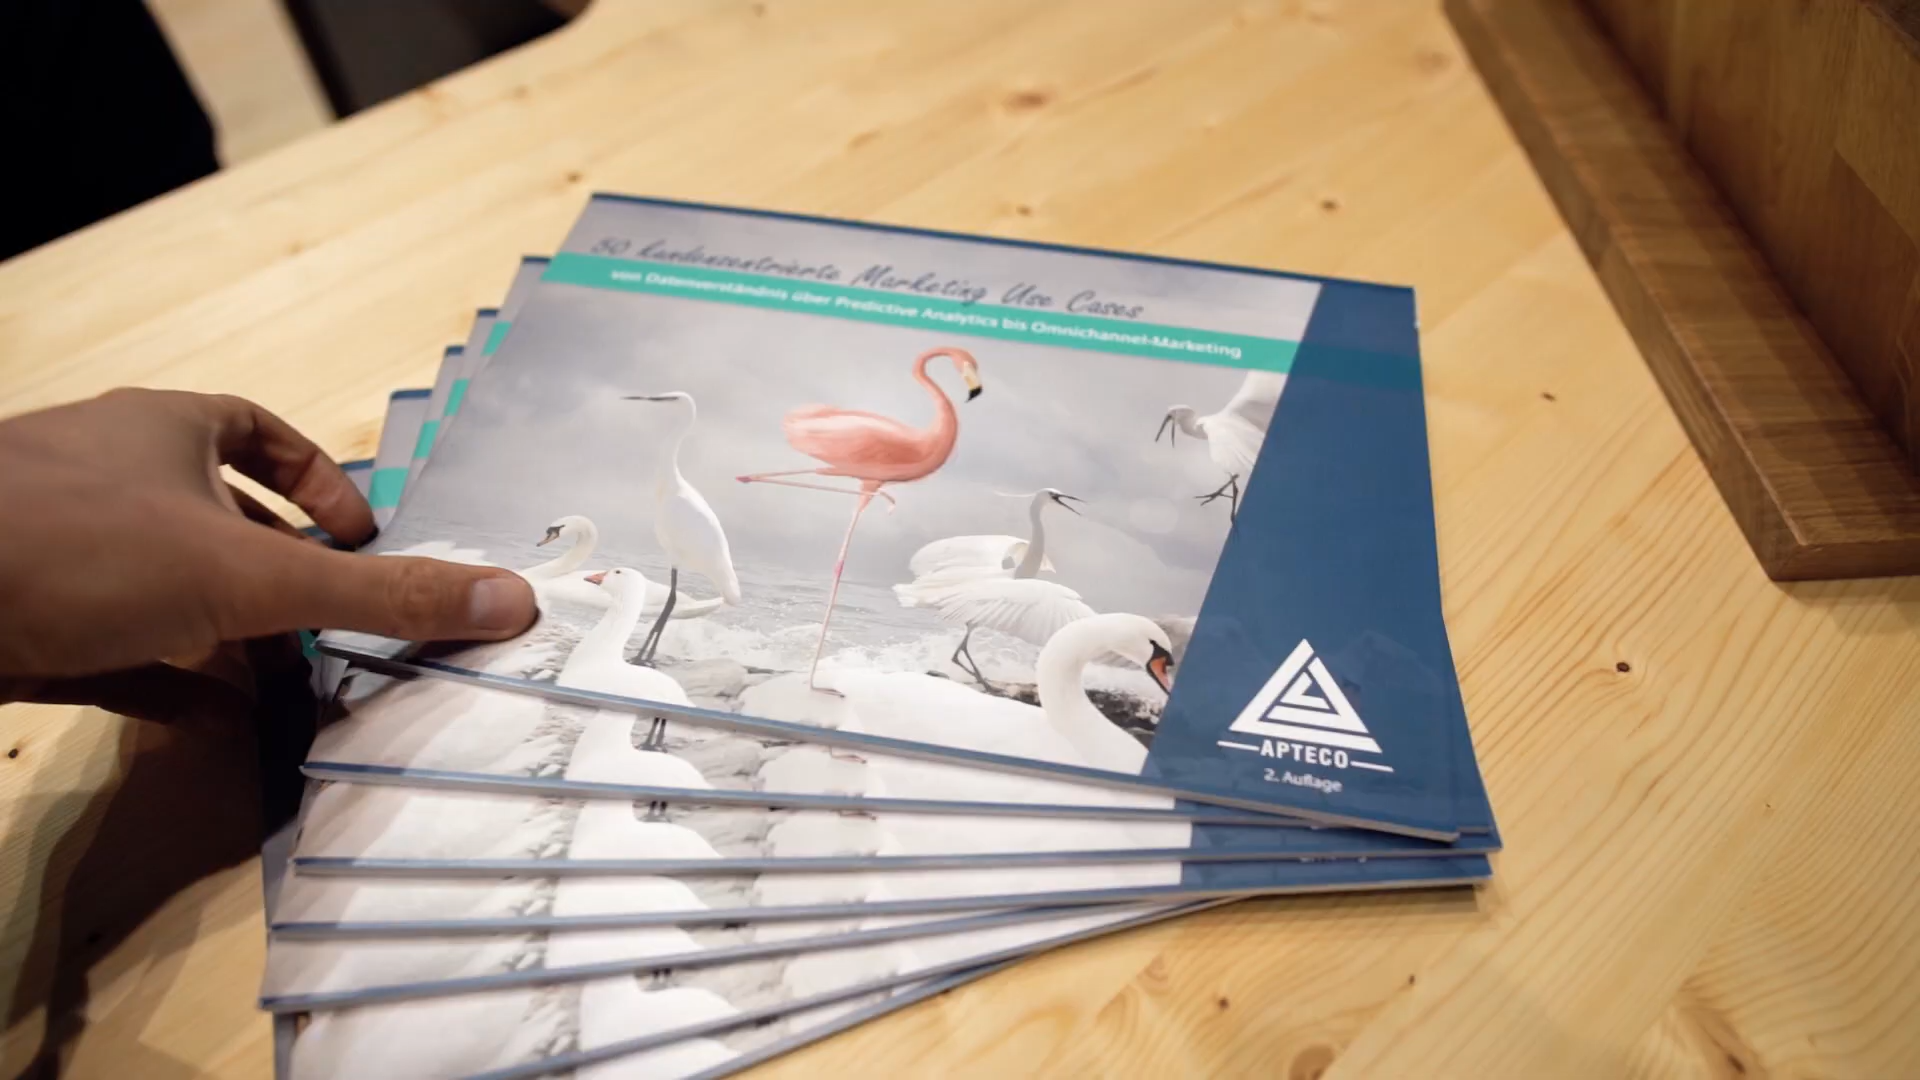 50 kundenzentrierte Marketing Use Cases
von Datenverständnis über Predictive Analytics bis Omnichannel-Marketing
APTECO
2. Auflage